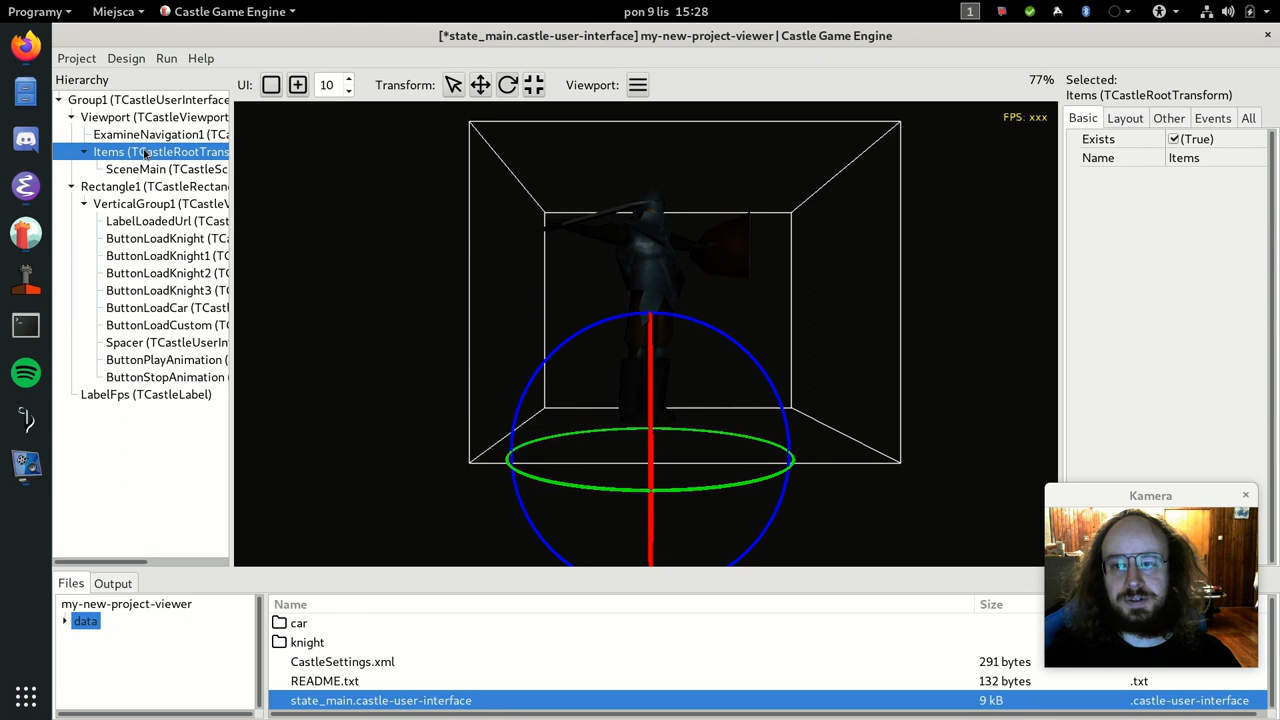 Programy
Miejsca
Castle Game Engine
pon 9 lis 15:28
1
[*state_main.castle-user-interface] my-new-project-viewer | Castle Game Engine
×
Project Design Run Help
Hierarchy
UI:
10
Transform:
Viewport:
77%
Selected:
Items (TCastleRootTransform)
Group1 (TCastleUserInterface
Viewport (TCastleViewport
ExamineNavigation1 (TCa
Items (TCastleRootTrans
SceneMain (TCastleSc
Rectangle1 (TCastleRectan
VerticalGroup1 (TCastleV
LabelLoadedUrl (TCast
ButtonLoadKnight (TCa
ButtonLoadKnight1 (TC
ButtonLoadKnight2 (TC
ButtonLoadKnight3 (TC
ButtonLoadCar (TCastl
ButtonLoadCustom (TC
Spacer (TCastleUserIn
ButtonPlayAnimation (
ButtonStopAnimation (
LabelFps (TCastleLabel)
FPS: xxx
Basic Layout Other Events All
Exists (True)
Name Items
Kamera ×
Files Output
my-new-project-viewer
data
Name Size
car
knight
CastleSettings.xml 291 bytes
README.txt 132 bytes .txt
state_main.castle-user-interface 9 kB .castle-user-interface